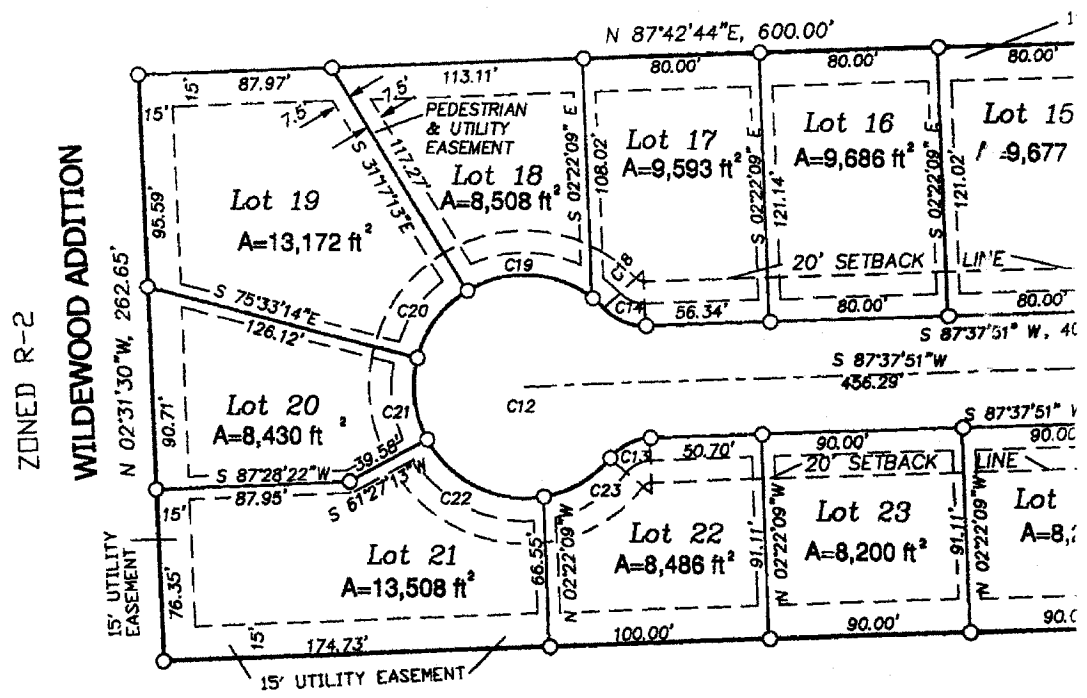 N 87°42'44"E, 600.00'
87.97'
113.11'
80.00'
80.00'
80.00'
15'
15'
7.5'
7.5'
PEDESTRIAN
& UTILITY
EASEMENT
117.27'
S 31°17'13"E
S 02°22'09" E
108.02'
S 02°22'09" E
121.14'
S 02°22'09" E
121.02'
Lot 19
A=13,172 ft²
Lot 18
A=8,508 ft²
Lot 17
A=9,593 ft²
Lot 16
A=9,686 ft²
Lot 15
9,677
ZONED R-2
WILDEWOOD ADDITION
N 02°31'30"W, 262.65'
95.59'
90.71'
76.35'
S 75°33'14"E
126.12'
C20
C19
C18
C14
20' SETBACK LINE
56.34'
80.00'
80.00'
S 87°37'51" W, 40
S 87°37'51"W
456.29'
C12
C21
Lot 20
A=8,430 ft²
39.58'
S 87°28'22"W
87.95'
S 61°27'13"W
C22
C13
C23
S 87°37'51" W
50.70'
90.00'
90.00
20' SETBACK LINE
15'
Lot 21
A=13,508 ft²
66.55'
N 02°22'09"W
Lot 22
A=8,486 ft²
N 02°22'09"W
91.11'
Lot 23
A=8,200 ft²
91.11'
N 02°22'09"W
Lot
A=8,2
15' UTILITY
EASEMENT
15'
174.73'
100.00'
90.00'
90.0
15' UTILITY EASEMENT